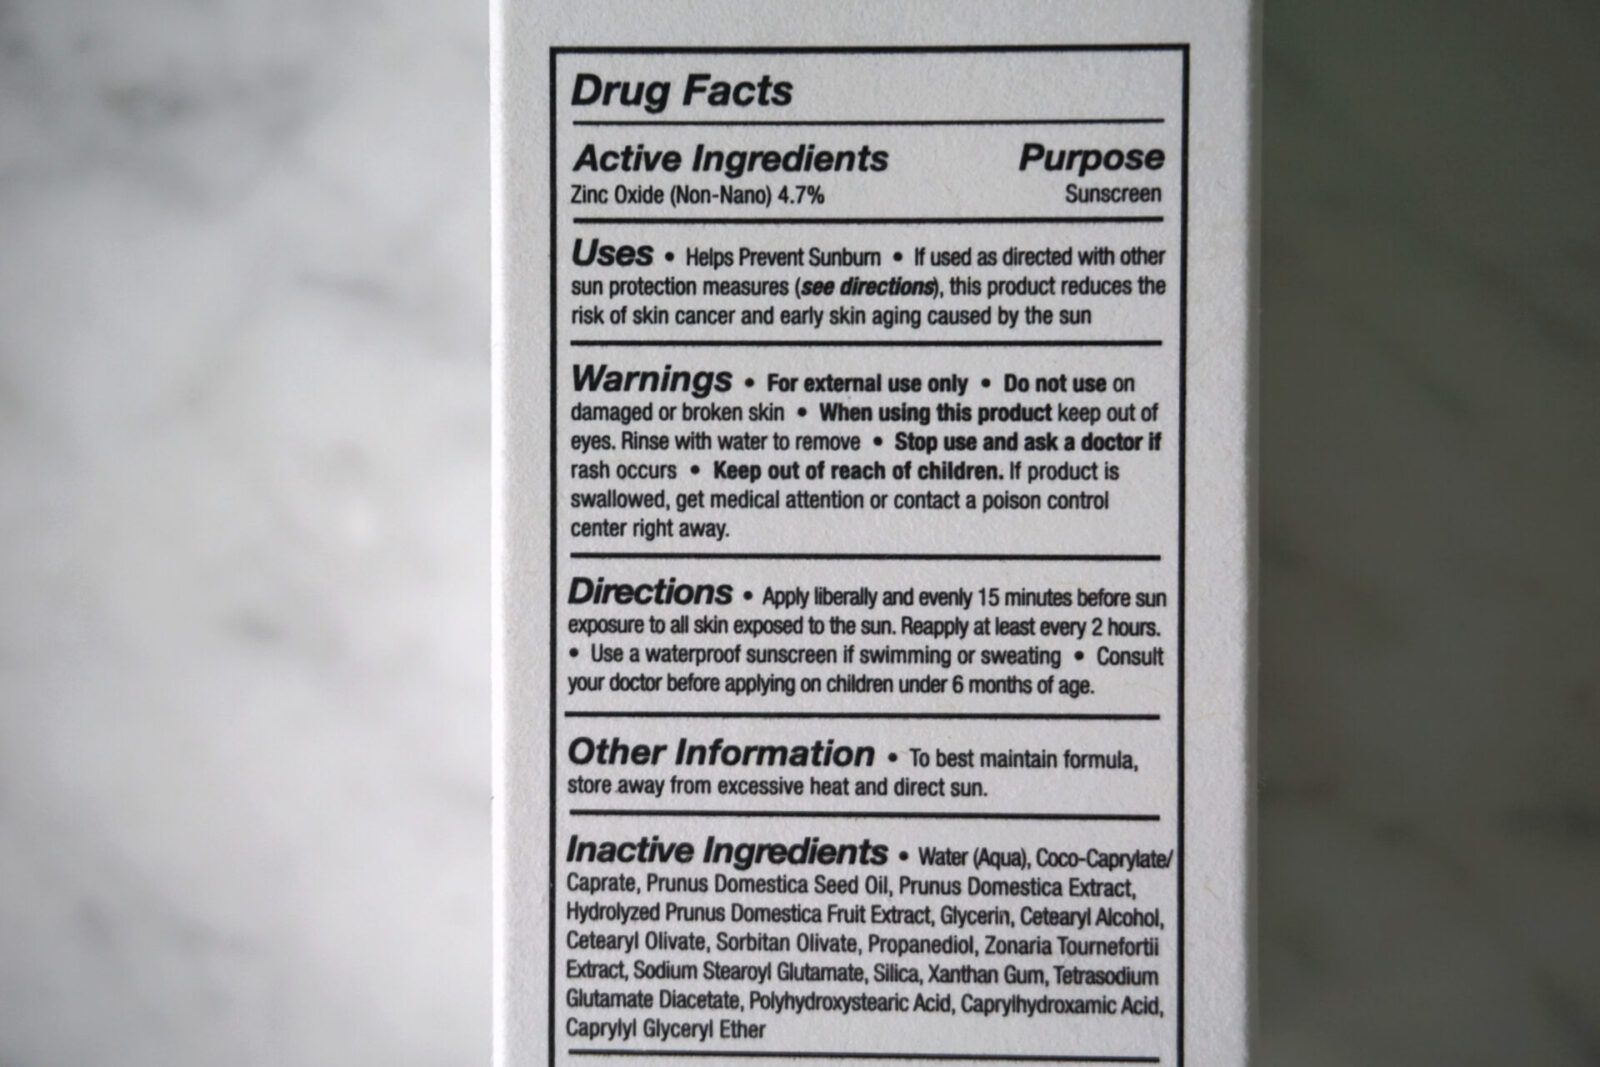 Drug Facts
Active Ingredients Purpose
Zinc Oxide (Non-Nano) 4.7% Sunscreen
Uses • Helps Prevent Sunburn • If used as directed with other
sun protection measures (see directions), this product reduces the
risk of skin cancer and early skin aging caused by the sun
Warnings • For external use only • Do not use on
damaged or broken skin • When using this product keep out of
eyes. Rinse with water to remove • Stop use and ask a doctor if
rash occurs • Keep out of reach of children. If product is
swallowed, get medical attention or contact a poison control
center right away.
Directions • Apply liberally and evenly 15 minutes before sun
exposure to all skin exposed to the sun. Reapply at least every 2 hours.
• Use a waterproof sunscreen if swimming or sweating • Consult
your doctor before applying on children under 6 months of age.
Other Information • To best maintain formula,
store away from excessive heat and direct sun.
Inactive Ingredients • Water (Aqua), Coco-Caprylate/
Caprate, Prunus Domestica Seed Oil, Prunus Domestica Extract,
Hydrolyzed Prunus Domestica Fruit Extract, Glycerin, Cetearyl Alcohol,
Cetearyl Olivate, Sorbitan Olivate, Propanediol, Zonaria Tournefortii
Extract, Sodium Stearoyl Glutamate, Silica, Xanthan Gum, Tetrasodium
Glutamate Diacetate, Polyhydroxystearic Acid, Caprylhydroxamic Acid,
Caprylyl Glyceryl Ether